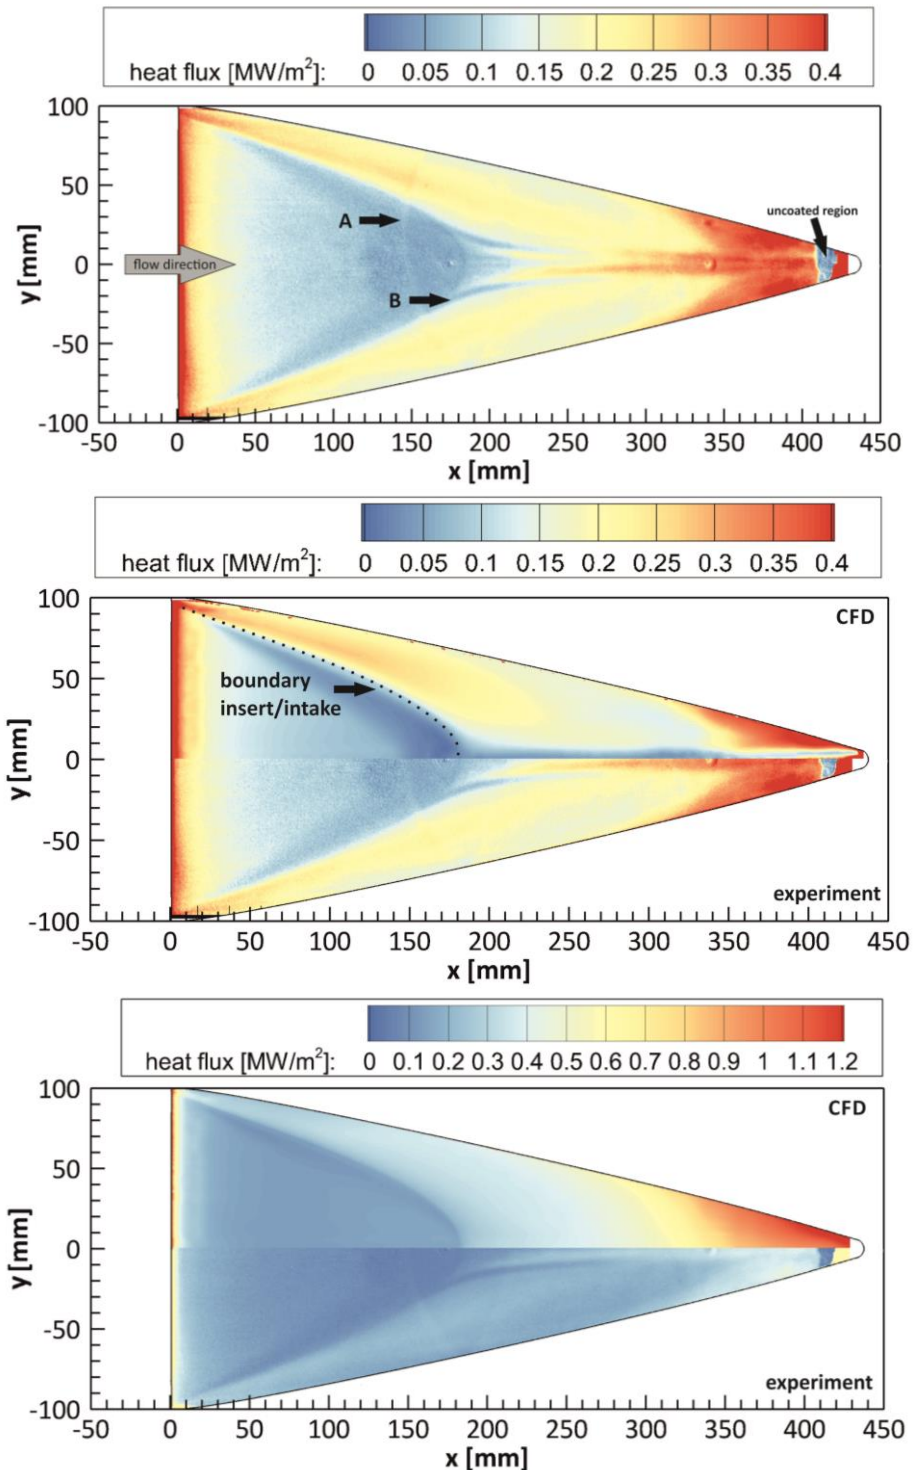 heat flux [MW/m2]: 0 0.05 0.1 0.15 0.2 0.25 0.3 0.35 0.4
100
uncoated region
50
A
y [mm]
0
flow direction
B
-50
-100
-50 0 50 100 150 200 250 300 350 400 450
x [mm]
heat flux [MW/m2]: 0 0.05 0.1 0.15 0.2 0.25 0.3 0.35 0.4
100
CFD
50
boundary
insert/intake
y [mm]
0
-50
experiment
-100
-50 0 50 100 150 200 250 300 350 400 450
x [mm]
heat flux [MW/m2]: 0 0.1 0.2 0.3 0.4 0.5 0.6 0.7 0.8 0.9 1 1.1 1.2
100
CFD
50
y [mm]
0
-50
experiment
-100
-50 0 50 100 150 200 250 300 350 400 450
x [mm]